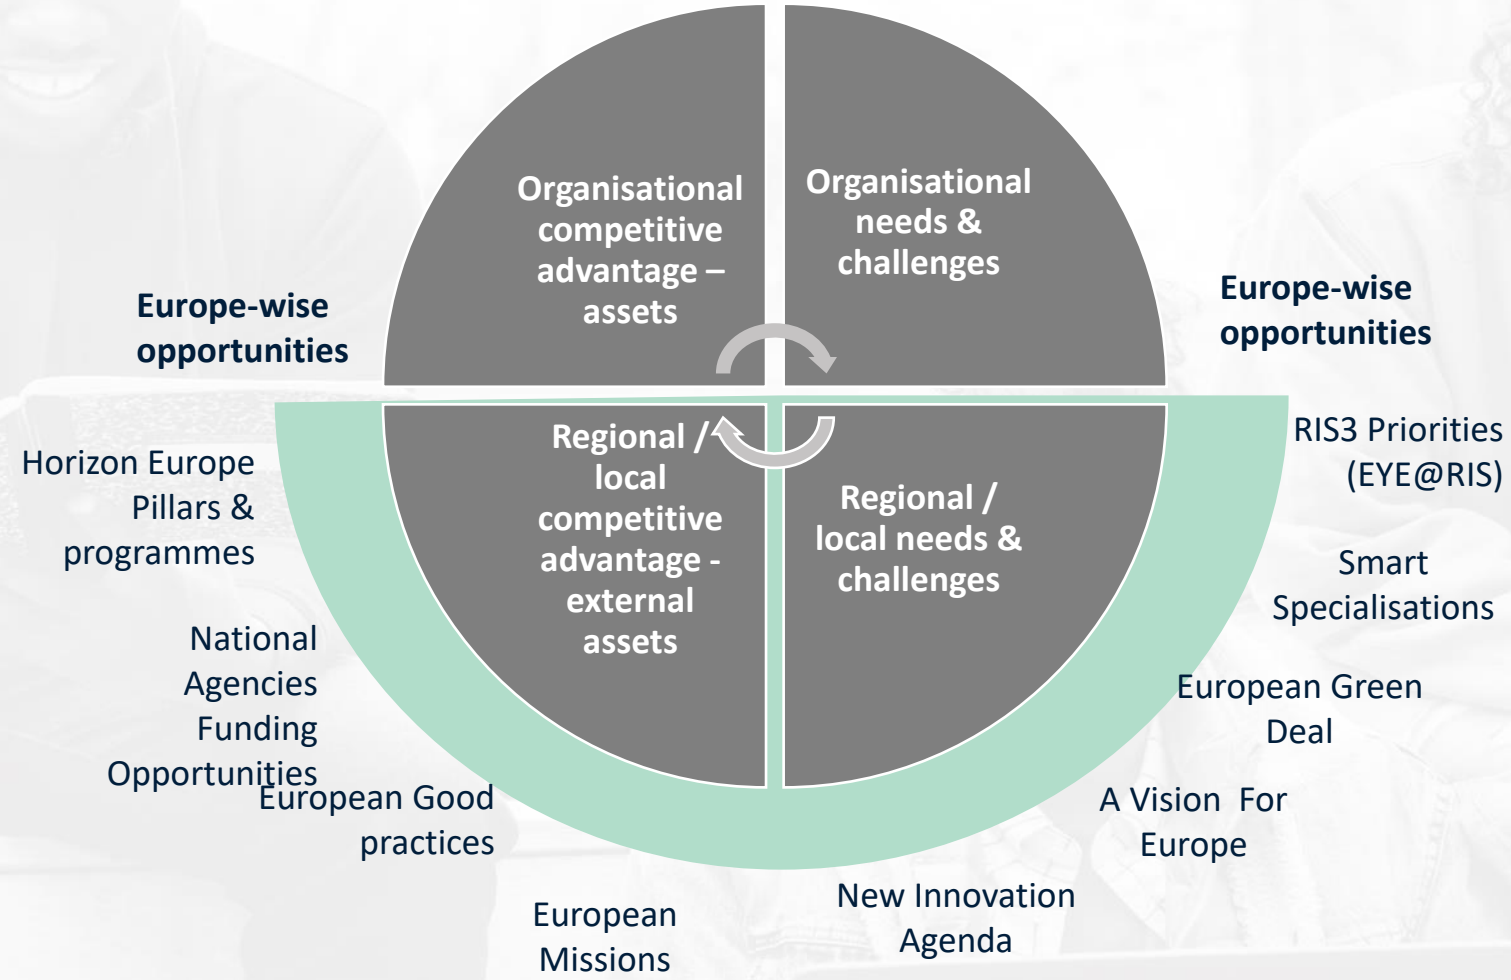 Organisational
competitive
advantage –
assets
Organisational
needs &
challenges
Europe-wise
opportunities
Europe-wise
opportunities
Regional /
local
competitive
advantage -
external
assets
Regional /
local needs &
challenges
Horizon Europe
Pillars &
programmes
National
Agencies
Funding
Opportunities
European Good
practices
European
Missions
New Innovation
Agenda
A Vision  For
Europe
European Green
Deal
Smart
Specialisations
RIS3 Priorities
(EYE@RIS)